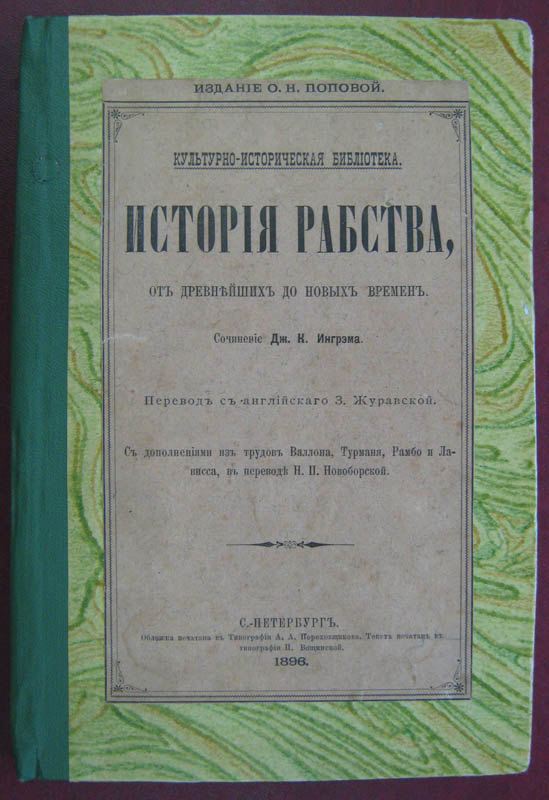 ИЗДАНІЕ О. Н. ПОПОВОЙ.
КУЛЬТУРНО-ИСТОРИЧЕСКАЯ БИБЛІОТЕКА.
ИСТОРІЯ РАБСТВА,
ОТЪ ДРЕВНѢЙШИХЪ ДО НОВЫХЪ ВРЕМЕНЪ.
Сочиненіе Дж. К. Ингрэма.
Переводъ съ англійскаго З. Журавской.
Съ дополненіями изъ трудовъ Валлона, Турманя, Рамбо и Ла-
висса, въ переводѣ Н. П. Новоборской.
С.-ПЕТЕРБУРГЪ.
Обложка печатана въ Типографіи А. А. Пороховщикова. Текстъ печатанъ въ
типографіи П. Вощинской.
1896.